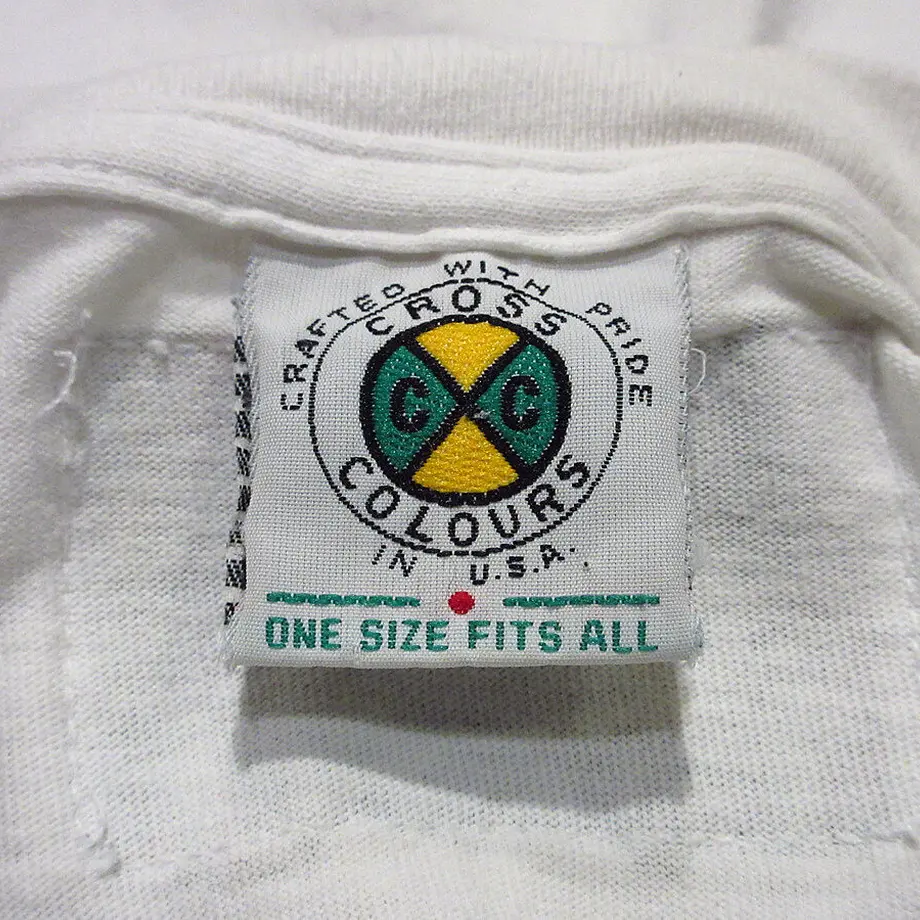 CRAFTED WITH PRIDE
CROSS
C C
COLOURS
IN U.S.A.
ONE SIZE FITS ALL